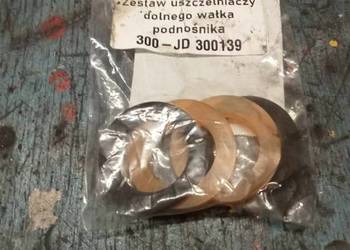 Zestaw uszczelniaczy
dolnego wałka
podnośnika
300-JD 300139